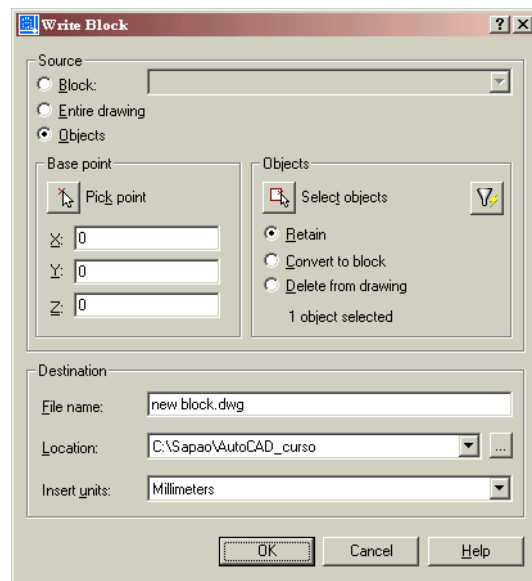 Write Block
Source
Block:
Entire drawing
Objects
Base point
Pick point
X: 0
Y: 0
Z: 0
Objects
Select objects
Retain
Convert to block
Delete from drawing
1 object selected
Destination
File name: new block.dwg
Location: C:\Sapao\AutoCAD_curso ...
Insert units: Millimeters
OK Cancel Help